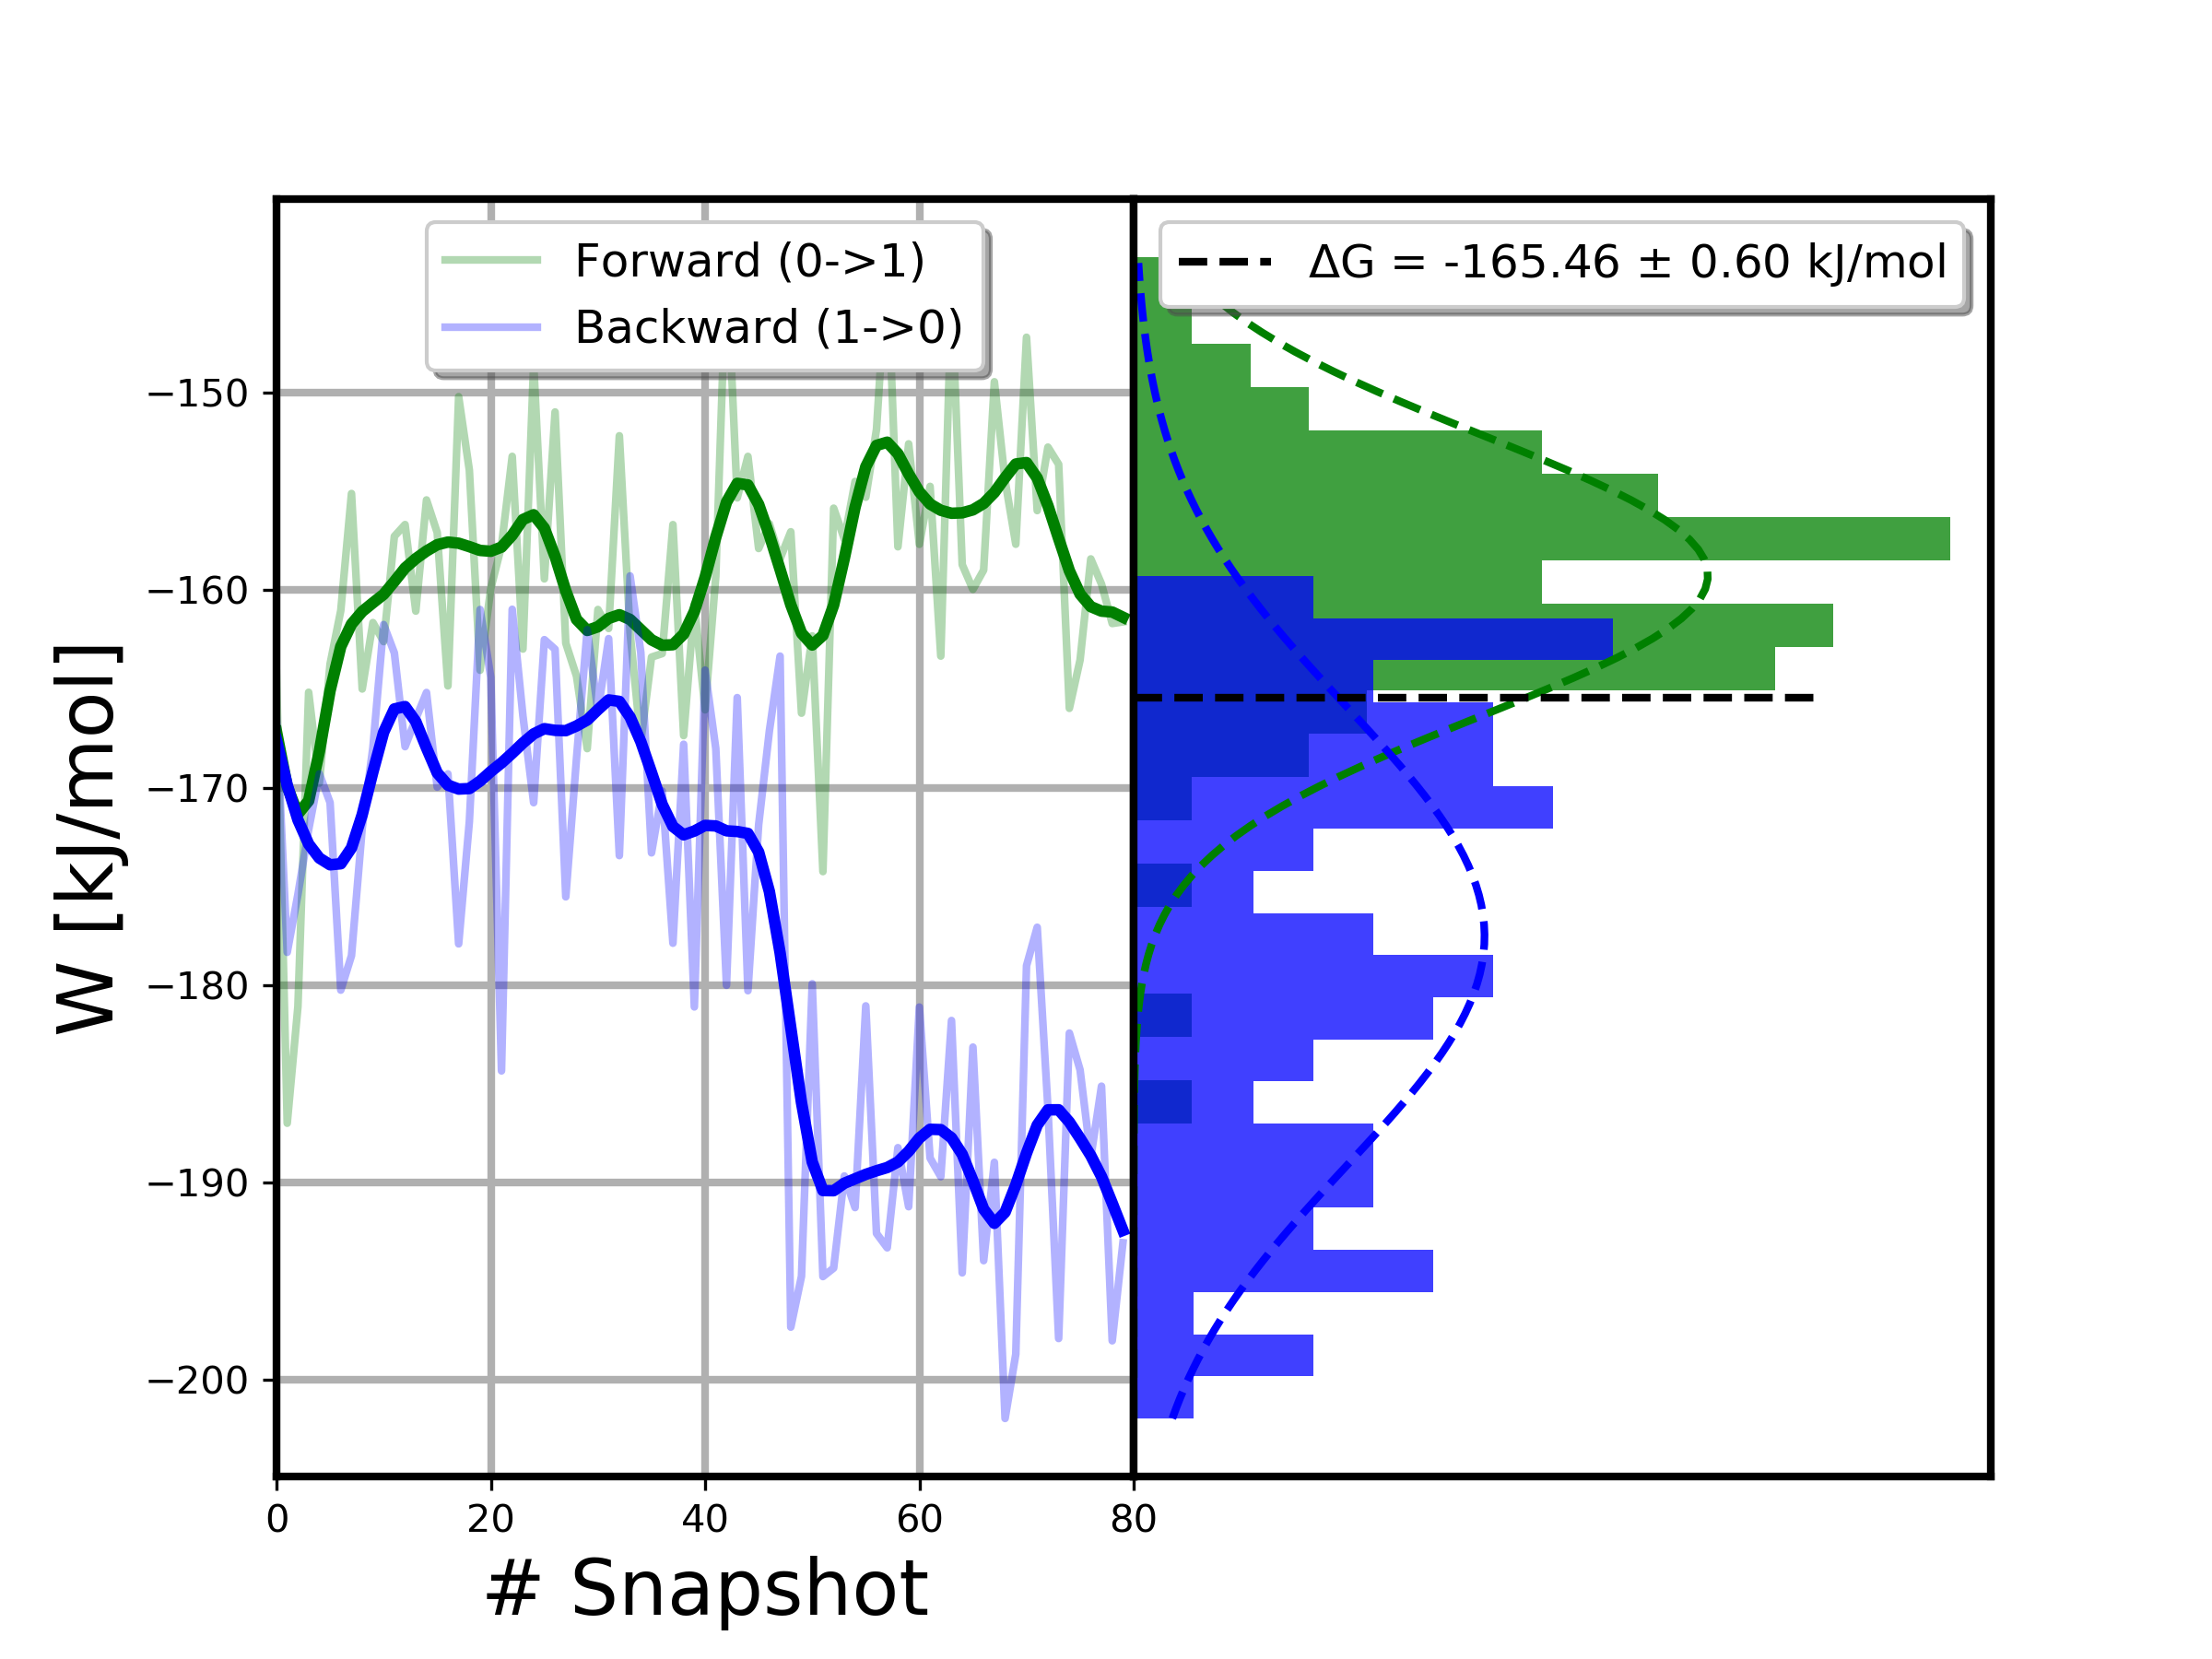 Forward (0->1)
Backward (1->0)
ΔG = -165.46 ± 0.60 kJ/mol
W [kJ/mol]
−150
−160
−170
−180
−190
−200
0 20 40 60 80
# Snapshot